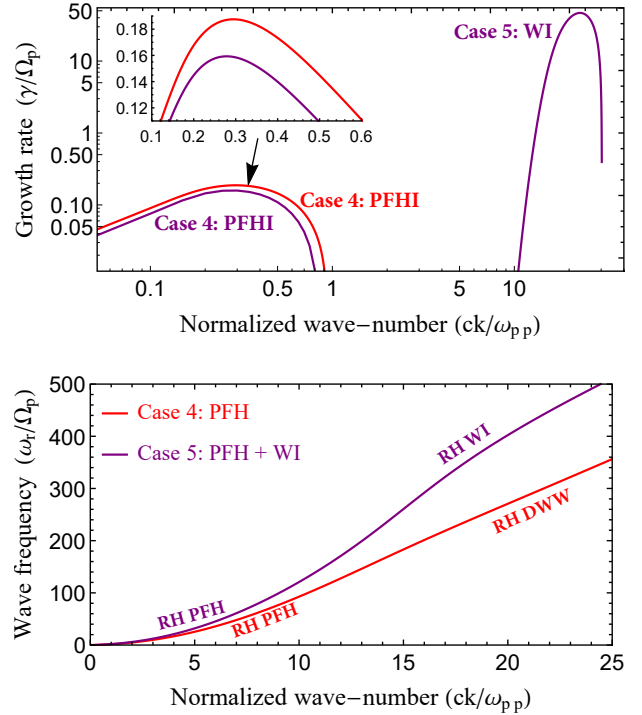 50
10
5
1
0.50
0.10
0.05
Growth rate (γ/Ωp)
0.18
0.16
0.14
0.12
0.1 0.2 0.3 0.4 0.5 0.6
Case 5: WI
Case 4: PFHI
Case 4: PFHI
0.1 0.5 1 5 10
Normalized wave−number (ck/ωp p)
500
400
300
200
100
0
Wave frequency (ωr/Ωp)
Case 4: PFH
Case 5: PFH + WI
RH WI
RH DWW
RH PFH
RH PFH
0 5 10 15 20 25
Normalized wave−number (ck/ωp p)